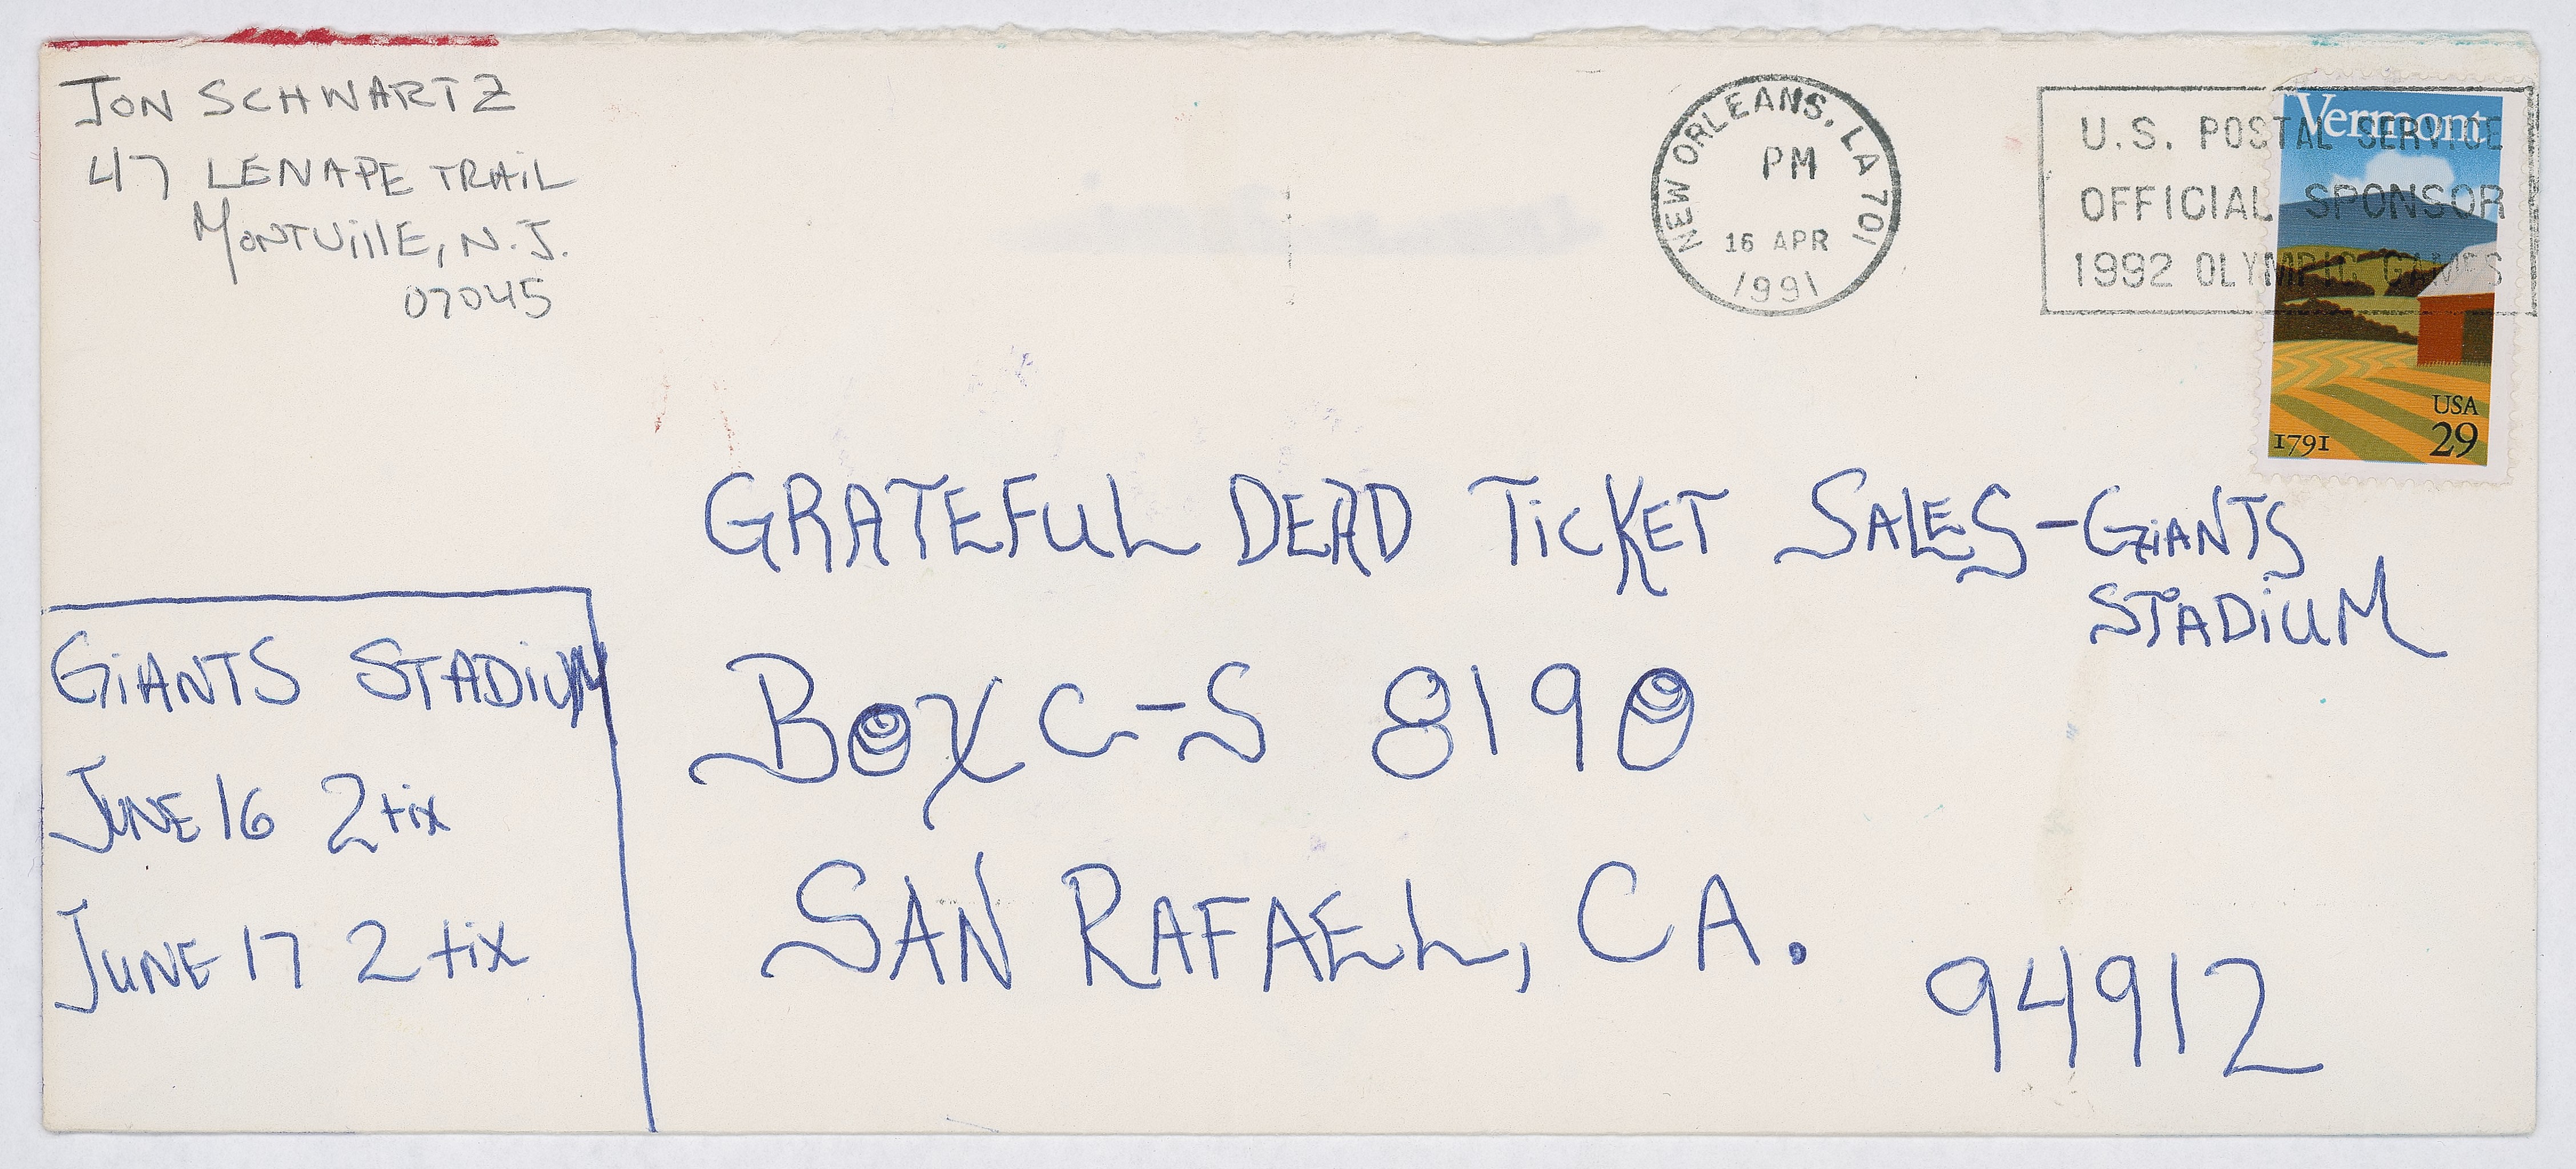 JON SCHWARTZ
47 LENAPE TRAIL
MONTVIllE, N.J.
07045
NEW ORLEANS, LA 701
PM
16 APR
1991
U.S. POSTAL SERVICE
OFFICIAL SPONSOR
1992 OLYMPIC GAMES
Vermont
USA
29
1791
GRATEFUL DEAD TiCKET SALES-GiANTS
STADiUM
BOX C-S 8190
SAN RAFAEL, CA.
94912
GiANTS STADiUM
JUNE 16 2 tix
JUNE 17 2 tix